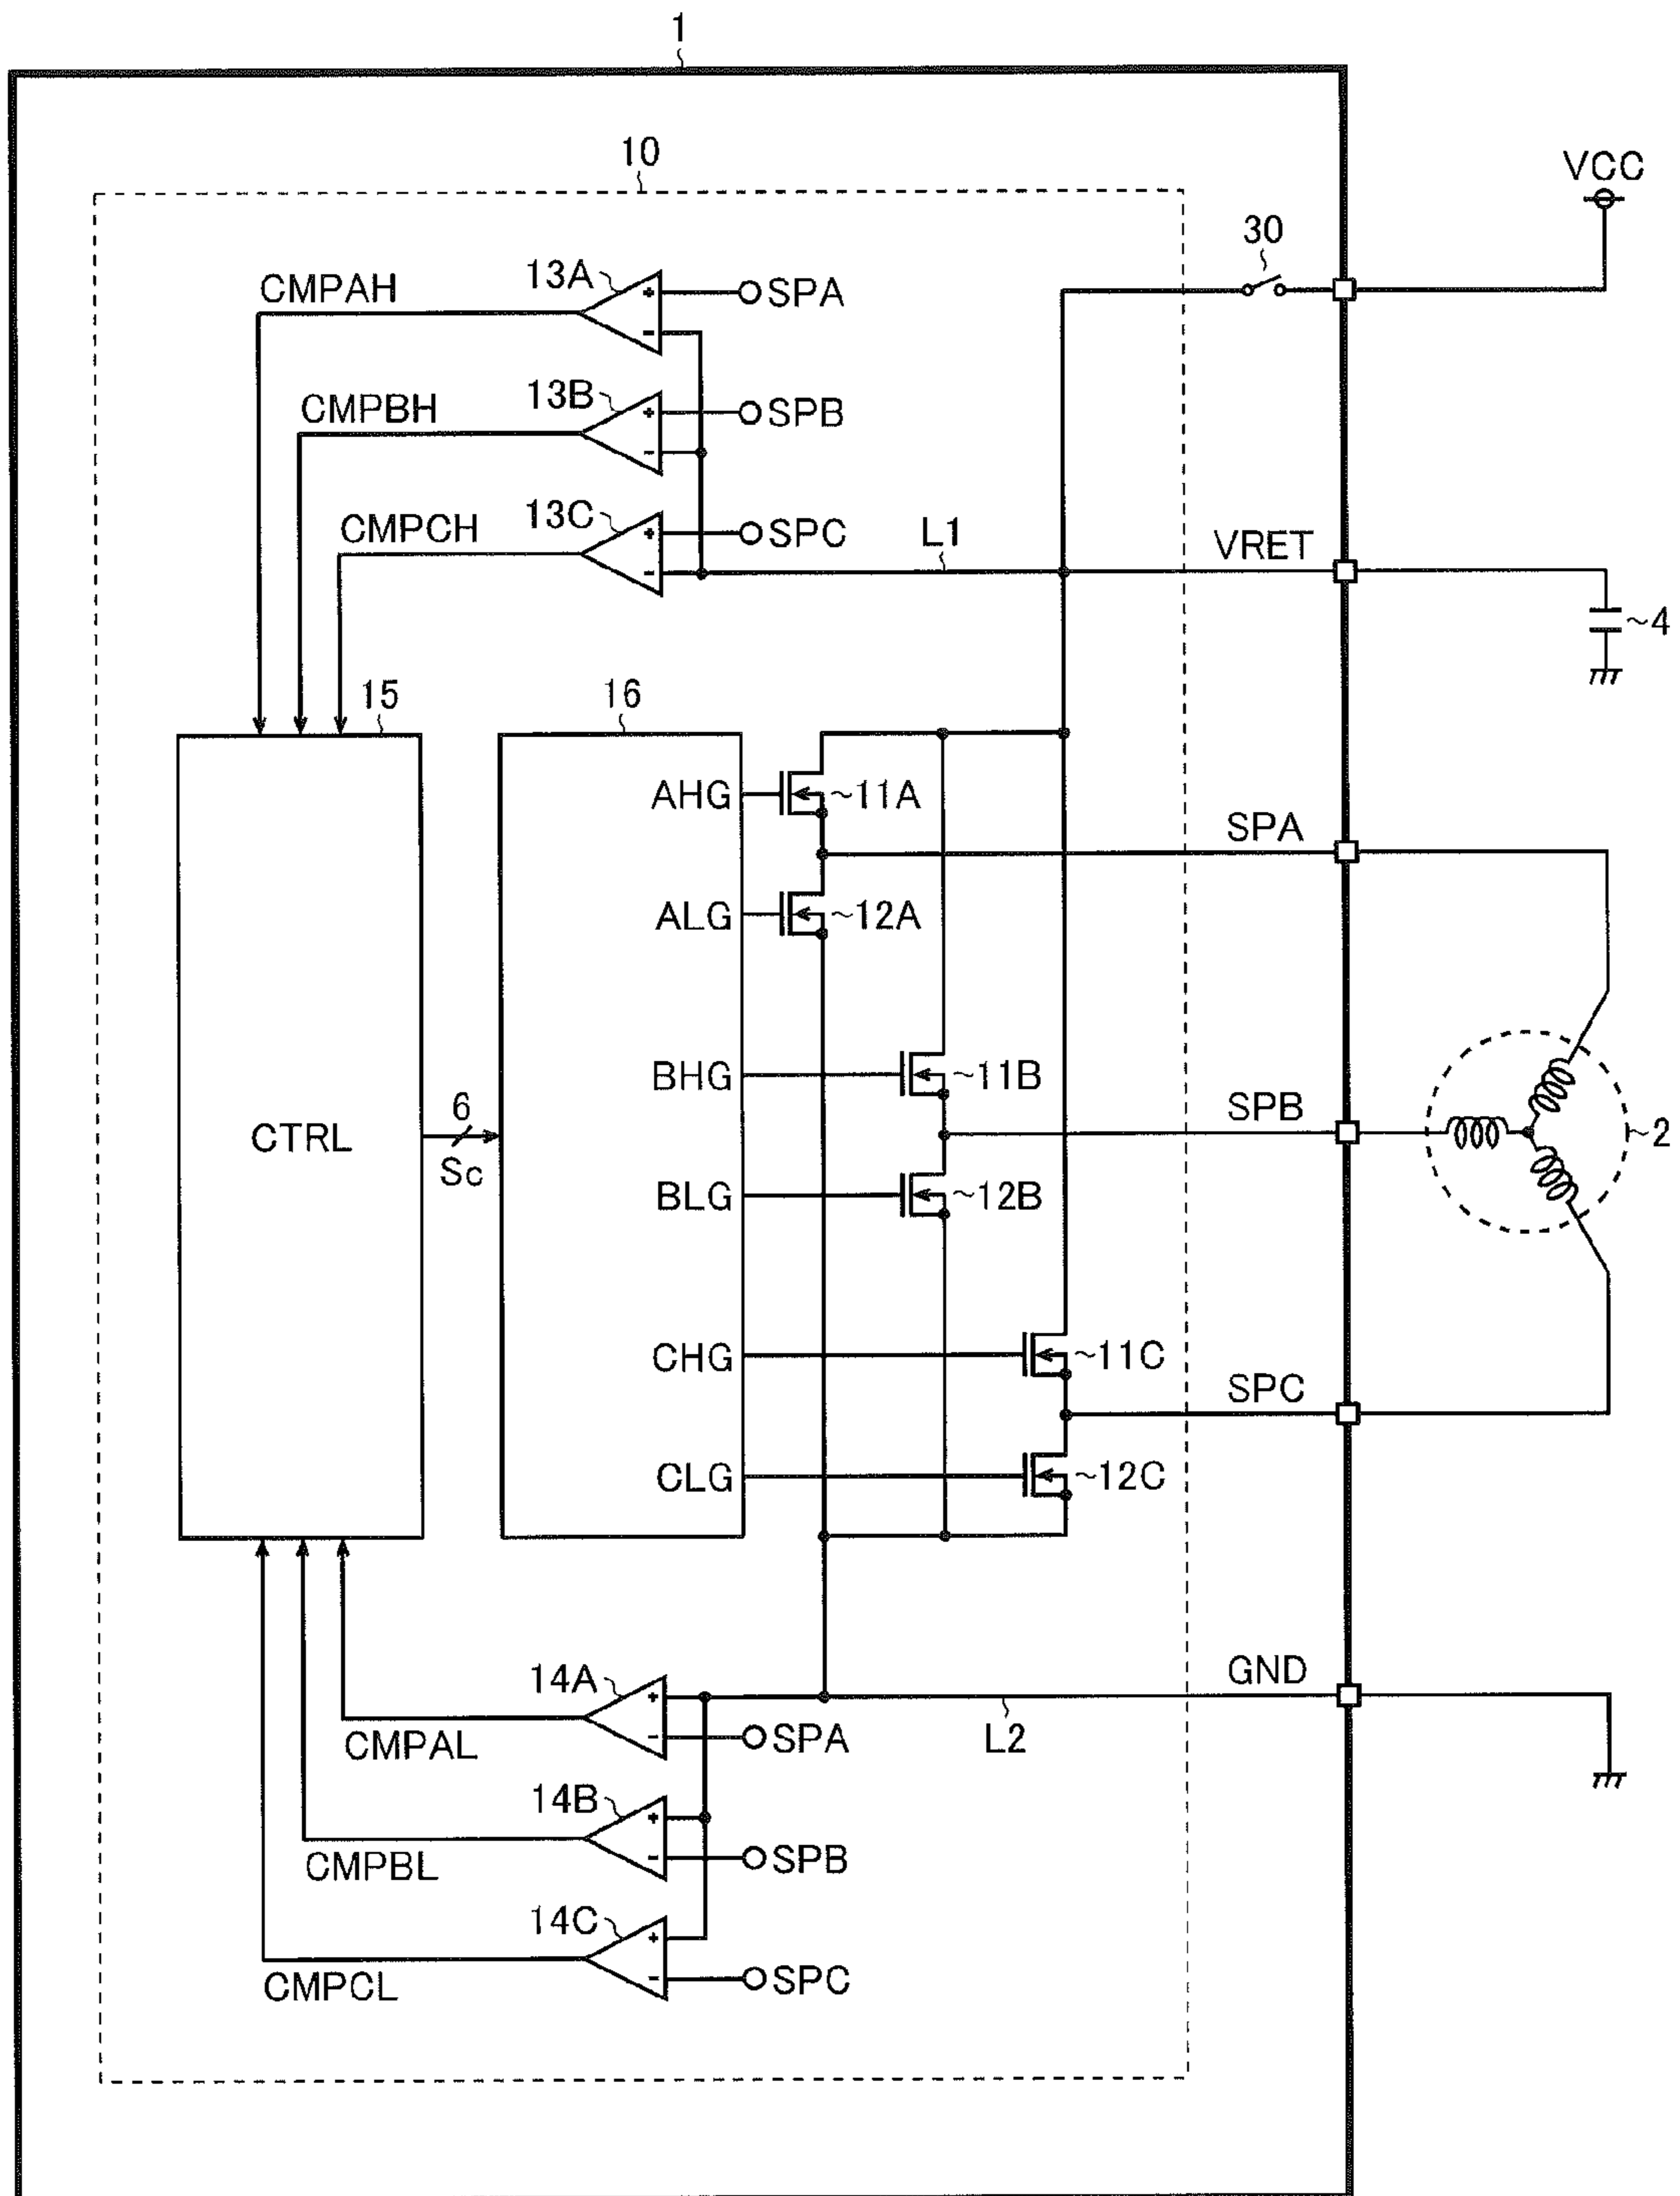 1
10
VCC
30
13A
CMPAH
SPA
+
-
13B
CMPBH
SPB
+
-
13C
CMPCH
SPC
+
-
L1
VRET
4
15
16
CTRL
6
Sc
AHG
11A
SPA
ALG
12A
BHG
11B
SPB
2
BLG
12B
CHG
11C
SPC
CLG
12C
14A
+
-
SPA
CMPAL
GND
L2
14B
+
-
SPB
CMPBL
14C
+
-
SPC
CMPCL